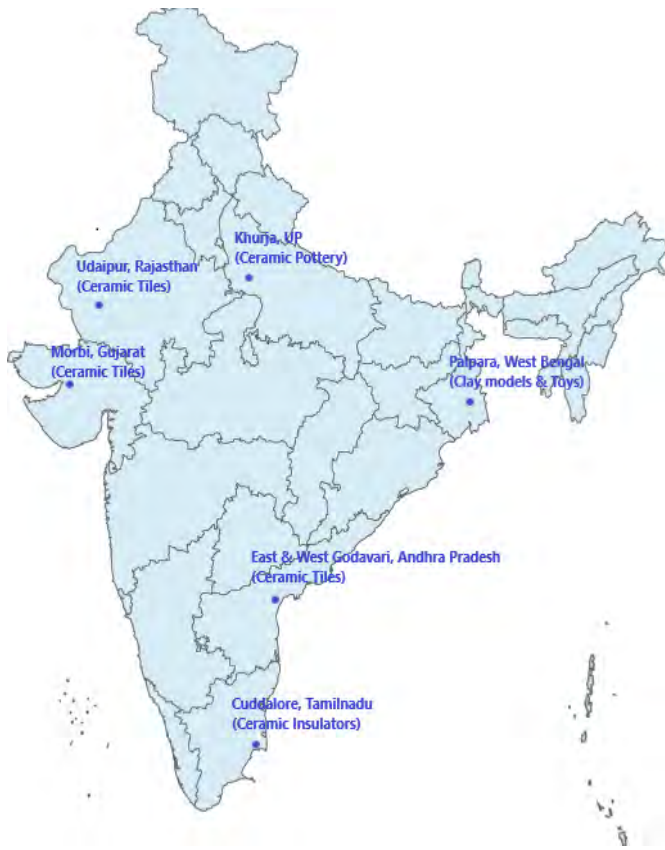 Khurja, UP
(Ceramic Pottery)
Udaipur, Rajasthan
(Ceramic Tiles)
Morbi, Gujarat
(Ceramic Tiles)
Palpara, West Bengal
(Clay models & Toys)
East & West Godavari, Andhra Pradesh
(Ceramic Tiles)
Cuddalore, Tamilnadu
(Ceramic Insulators)